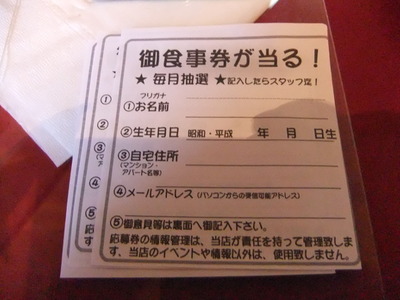 御食事券が当る！
★ 毎月抽選 ★記入したらスタッフ迄！
フリガナ
①お名前
②生年月日 昭和・平成 年 月 日生
③自宅住所
(マンション・
アパート名等)
④メールアドレス (パソコンからの受信可能アドレス)
⑤御意見等は裏面へ御記入下さい。
応募券の情報管理は、当店が責任を持って管理致しま
す、当店のイベントや情報以外は、使用致しません。